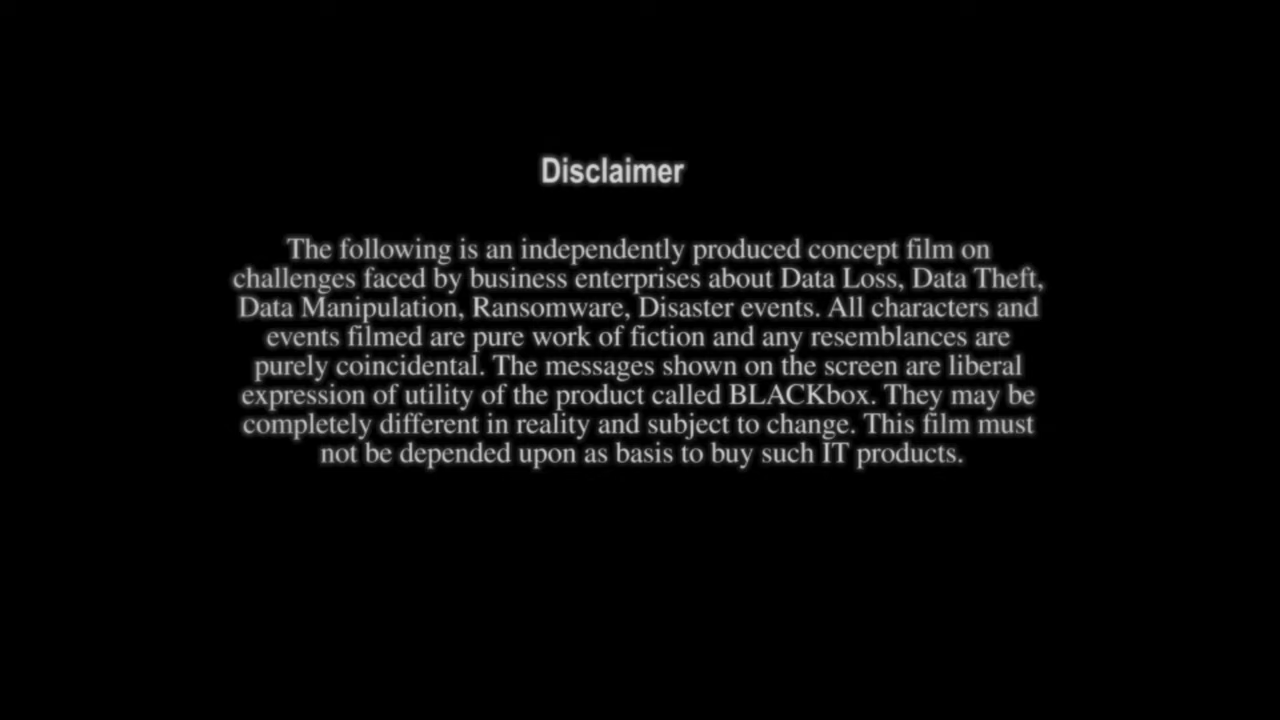 Disclaimer
The following is an independently produced concept film on
challenges faced by business enterprises about Data Loss, Data Theft,
Data Manipulation, Ransomware, Disaster events. All characters and
events filmed are pure work of fiction and any resemblances are
purely coincidental. The messages shown on the screen are liberal
expression of utility of the product called BLACKbox. They may be
completely different in reality and subject to change. This film must
not be depended upon as basis to buy such IT products.